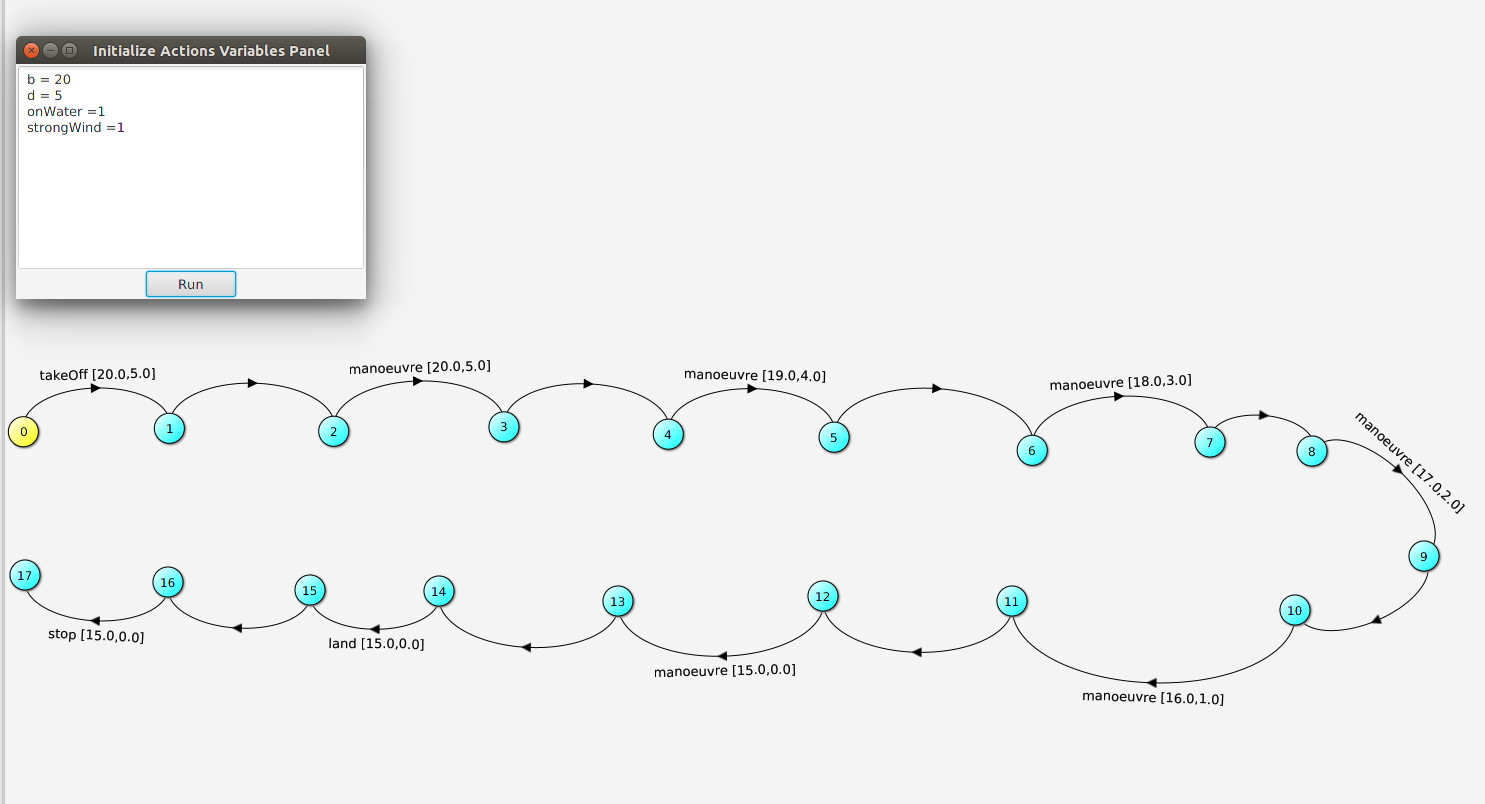 Initialize Actions Variables Panel
b = 20
d = 5
onWater =1
strongWind =1
Run
takeOff [20.0,5.0]
manoeuvre [20.0,5.0]
manoeuvre [19.0,4.0]
manoeuvre [18.0,3.0]
manoeuvre [17.0,2.0]
0
1
2
3
4
5
6
7
8
9
17
16
15
14
13
12
11
10
stop [15.0,0.0]
land [15.0,0.0]
manoeuvre [15.0,0.0]
manoeuvre [16.0,1.0]